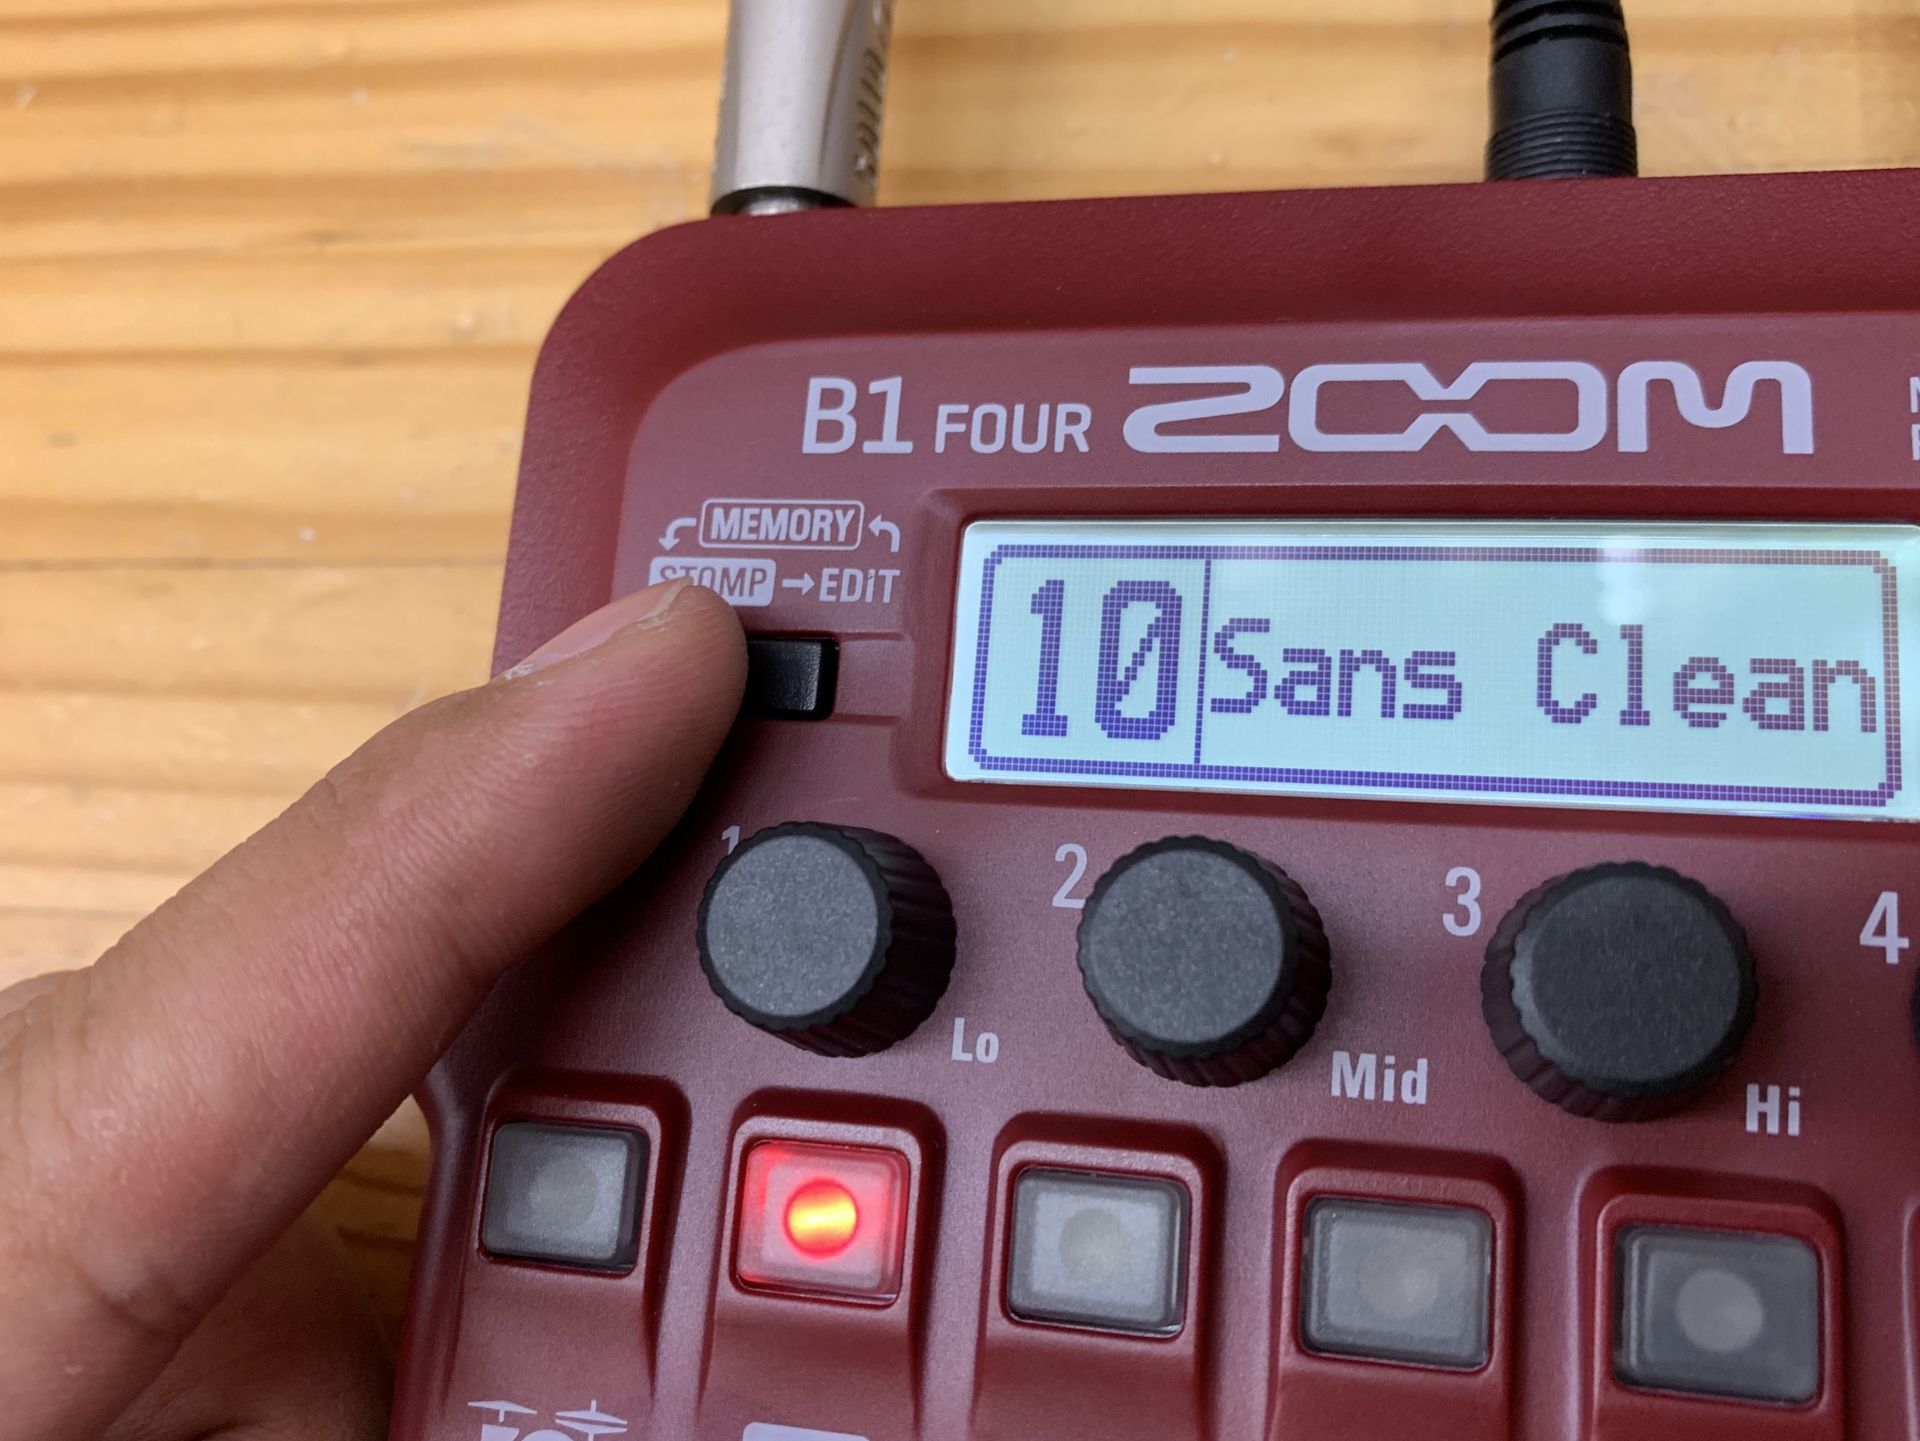 B1 FOUR ZOOM
MEMORY
STOMP → EDIT
10 Sans Clean
1
2
3
4
Lo
Mid
Hi